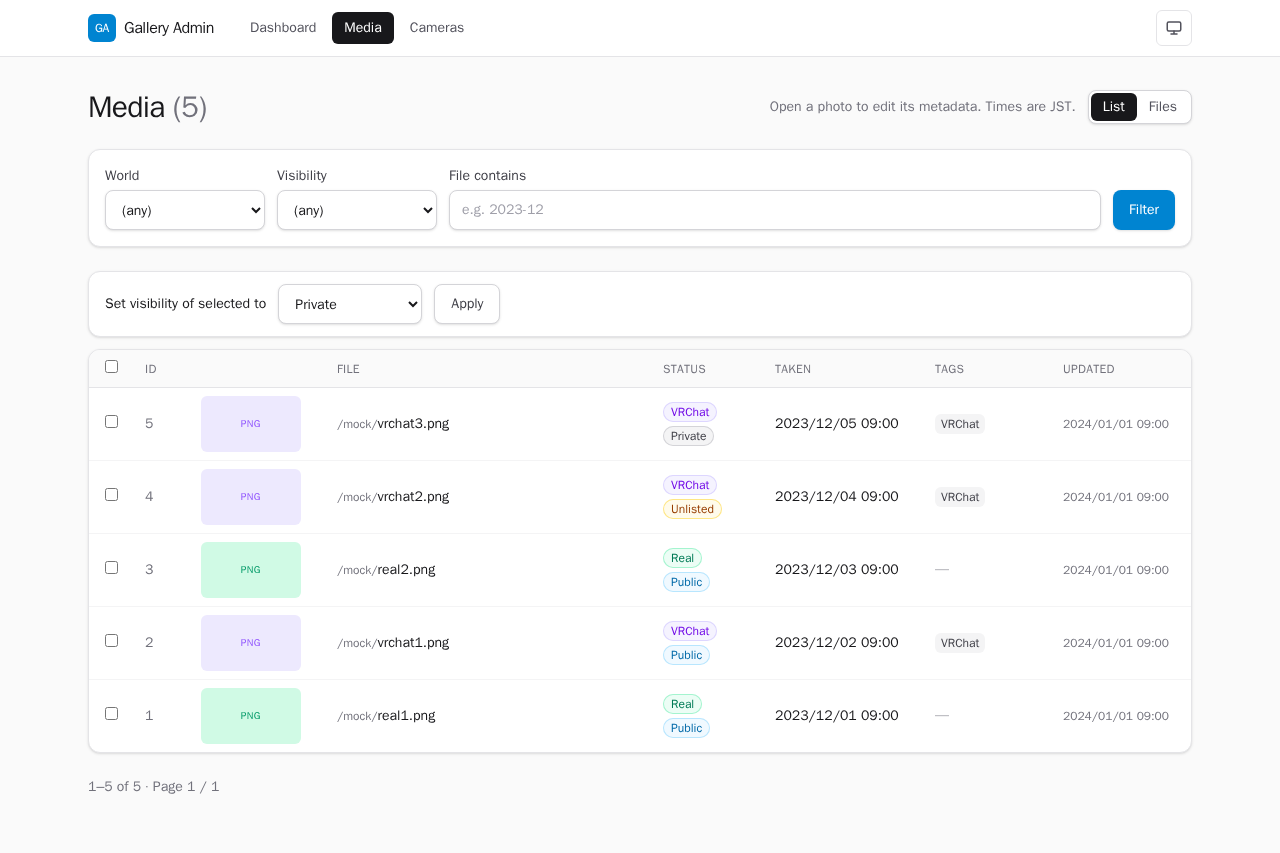 GA Gallery Admin Dashboard Media Cameras
Media (5)
Open a photo to edit its metadata. Times are JST. List Files
World Visibility File contains
(any) (any) e.g. 2023-12 Filter
Set visibility of selected to Private Apply
ID FILE STATUS TAKEN TAGS UPDATED
5 PNG /mock/vrchat3.png VRChat Private 2023/12/05 09:00 VRChat 2024/01/01 09:00
4 PNG /mock/vrchat2.png VRChat Unlisted 2023/12/04 09:00 VRChat 2024/01/01 09:00
3 PNG /mock/real2.png Real Public 2023/12/03 09:00 — 2024/01/01 09:00
2 PNG /mock/vrchat1.png VRChat Public 2023/12/02 09:00 VRChat 2024/01/01 09:00
1 PNG /mock/real1.png Real Public 2023/12/01 09:00 — 2024/01/01 09:00
1–5 of 5 · Page 1 / 1